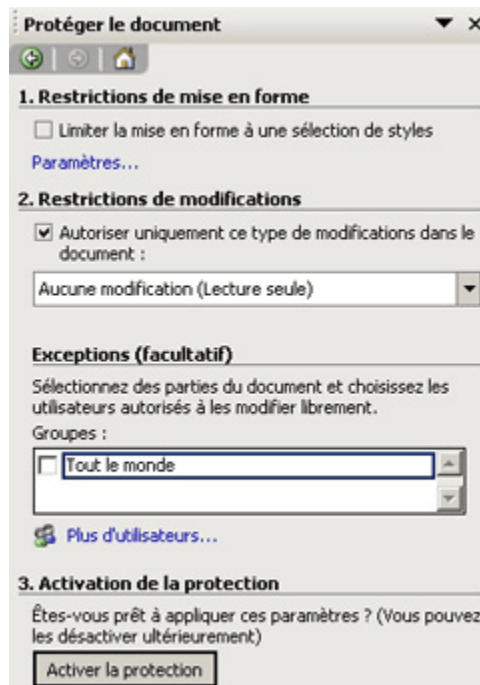 Protéger le document
1. Restrictions de mise en forme
Limiter la mise en forme à une sélection de styles
Paramètres...
2. Restrictions de modifications
Autoriser uniquement ce type de modifications dans le
document :
Aucune modification (Lecture seule)
Exceptions (facultatif)
Sélectionnez des parties du document et choisissez les
utilisateurs autorisés à les modifier librement.
Groupes :
Tout le monde
Plus d'utilisateurs...
3. Activation de la protection
Êtes-vous prêt à appliquer ces paramètres ? (Vous pouvez
les désactiver ultérieurement)
Activer la protection